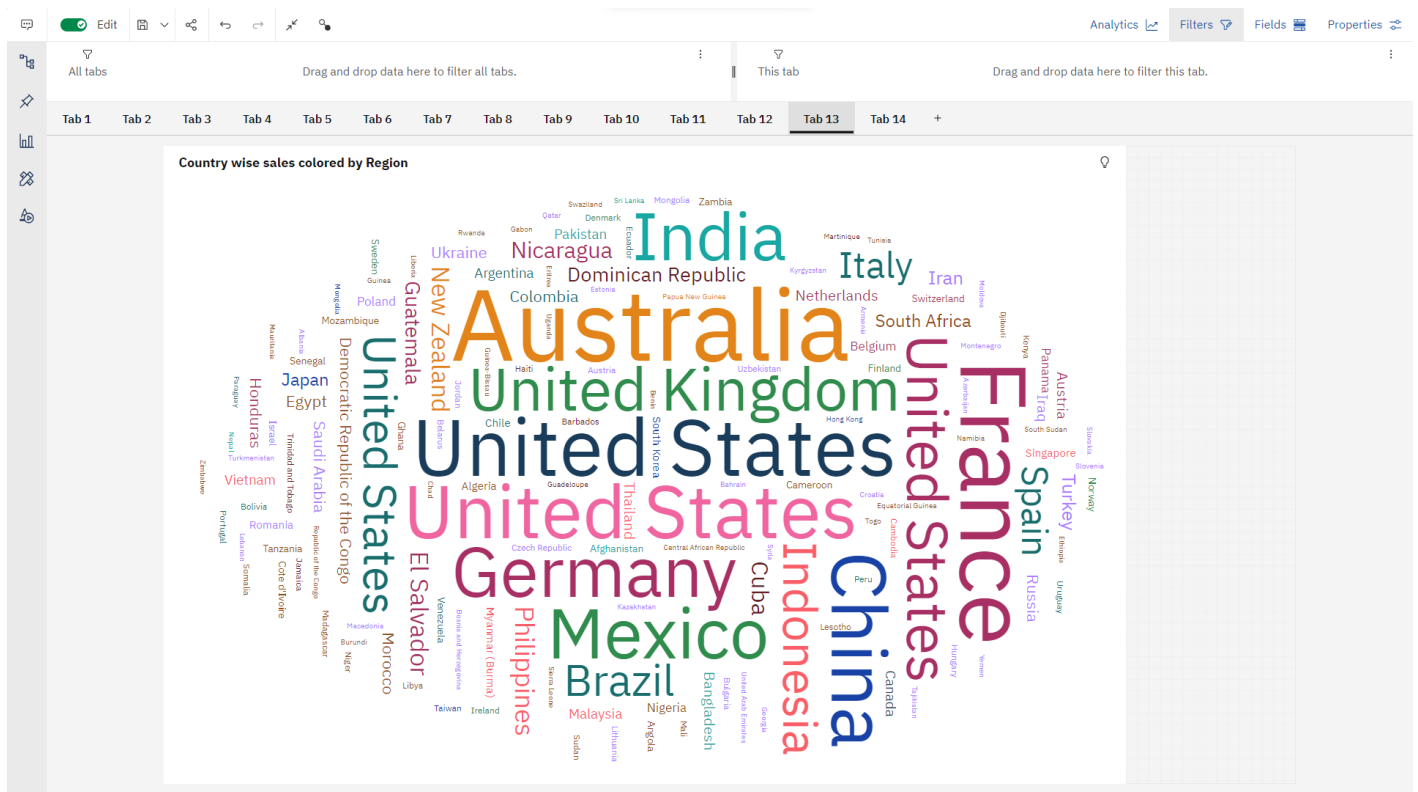 Edit
Analytics
Filters
Fields
Properties
All tabs
Drag and drop data here to filter all tabs.
This tab
Drag and drop data here to filter this tab.
Tab 1
Tab 2
Tab 3
Tab 4
Tab 5
Tab 6
Tab 7
Tab 8
Tab 9
Tab 10
Tab 11
Tab 12
Tab 13
Tab 14
+
Country wise sales colored by Region
Swaziland
Sri Lanka
Mongolia
Zambia
Qatar
Denmark
India
Rwanda
Gabon
Pakistan
Ecuador
Martinique
Tunisia
Sweden
Ukraine
Nicaragua
Italy
Liberia
Argentina
Eritrea
Dominican Republic
Kyrgyzstan
Iran
Guinea
New Zealand
Guatemala
Estonia
Moldova
Mongolia
Poland
Colombia
Papua New Guinea
Netherlands
Switzerland
Mozambique
Australia
Uganda
Armenia
South Africa
Djibouti
Mauritania
Albania
United States
Democratic Republic of the Congo
Guinea-Bissau
Belgium
United States
Montenegro
Kenya
Senegal
Haiti
Austria
Uzbekistan
Finland
France
Panama
Paraguay
Honduras
Japan
Jordan
United Kingdom
Benin
Azerbaijan
Iraq
Austria
Egypt
Israel
Saudi Arabia
Ghana
Belarus
Chile
Barbados
South Korea
Hong Kong
South Sudan
Nepal
Trinidad and Tobago
United States
Namibia
Slovakia
Turkmenistan
Singapore
Zimbabwe
Slovenia
Vietnam
Chad
Algeria
Guadeloupe
Thailand
Bahrain
Cameroon
Spain
Turkey
Norway
Bolivia
United States
Croatia
Equatorial Guinea
Portugal
Romania
Republic of the Congo
Togo
Cambodia
Lebanon
Tanzania
Czech Republic
Afghanistan
Central African Republic
Syria
Ethiopia
Somalia
Cote d'Ivoire
Jamaica
El Salvador
Germany
Cuba
Indonesia
China
Peru
Russia
Uruguay
Venezuela
Kazakhstan
Madagascar
Macedonia
Bosnia and Herzegovina
Myanmar (Burma)
Philippines
Mexico
Lesotho
Burundi
Niger
Morocco
Hungary
Yemen
Libya
Sierra Leone
Brazil
Bangladesh
Bulgaria
United Arab Emirates
Canada
Tajikistan
Taiwan
Ireland
Malaysia
Nigeria
Georgia
Sudan
Lithuania
Angola
Mali